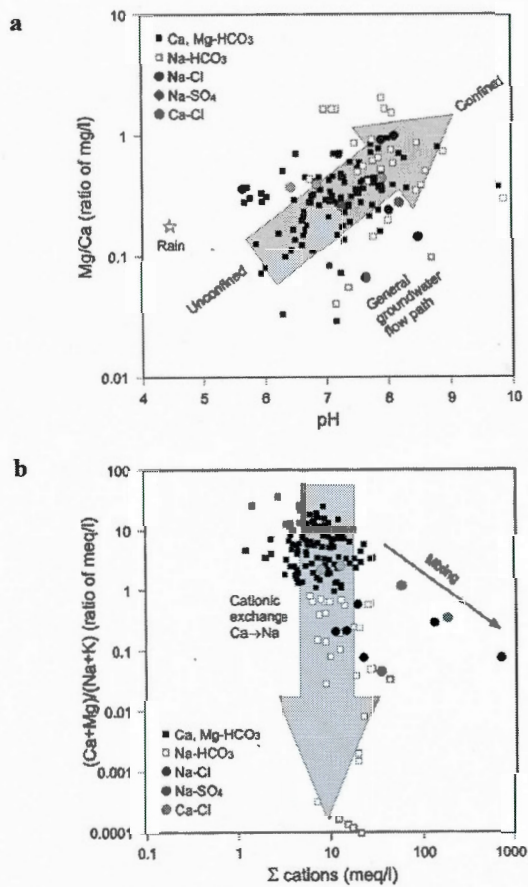 a
10
1
0.1
0.01
Mg/Ca (ratio of mg/l)
Ca, Mg-HCO₃
Na-HCO₃
Na-Cl
Na-SO₄
Ca-Cl
Confined
Rain
Unconfined
General
groundwater
flow path
4 5 6 7 8 9 10
pH
b
100
10
1
0.1
0.01
0.001
0.0001
(Ca+Mg)/(Na+K) (ratio of meq/l)
Mixing
Cationic
exchange
Ca→Na
Ca, Mg-HCO₃
Na-HCO₃
Na-Cl
Na-SO₄
Ca-Cl
0.1 1 10 100 1000
Σ cations (meq/l)